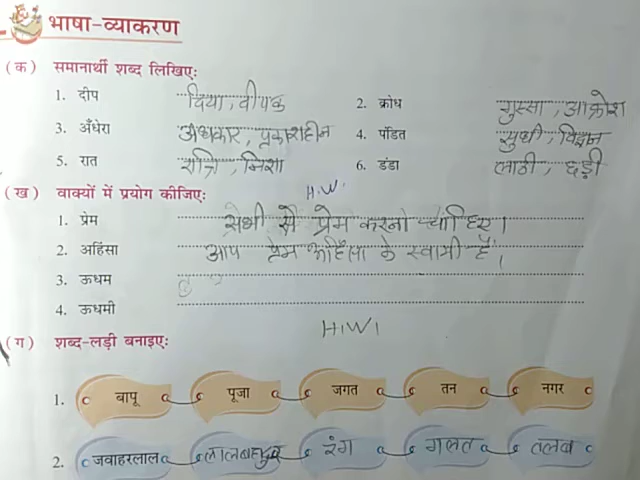 भाषा-व्याकरण
(क) समानार्थी शब्द लिखिए:
1. दीप दिया, दीपक 2. क्रोध गुस्सा, आक्रोश
3. अँधेरा अंधकार, प्रकाशहीन 4. पंडित सुधी, विद्वान
5. रात रात्रि, निशा 6. डंडा लाठी, छड़ी
(ख) वाक्यों में प्रयोग कीजिए: H.W.
1. प्रेम सभी से प्रेम करना चाहिए।
2. अहिंसा आप प्रेम अहिंसा के स्वामी हैं।
3. ऊधम
4. ऊधमी
H.W.
(ग) शब्द-लड़ी बनाइए:
1. बापू पूजा जगत तन नगर
2. जवाहरलाल लालबहादुर रंग गलत तलब